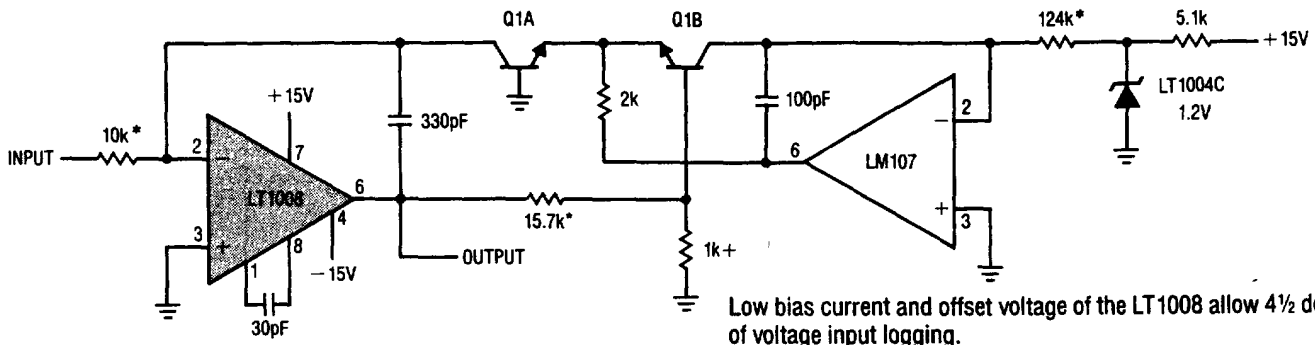 Q1A
Q1B
124k*
5.1k
+15V
+15V
2k
100pF
2
LT1004C
1.2V
10k*
330pF
INPUT
2
−
7
6
−
LM107
LT1008
6
4
15.7k*
+
3
3
+
8
1k+
1
−15V
OUTPUT
30pF
Low bias current and offset voltage of the LT1008 allow 4½ de
of voltage input logging.